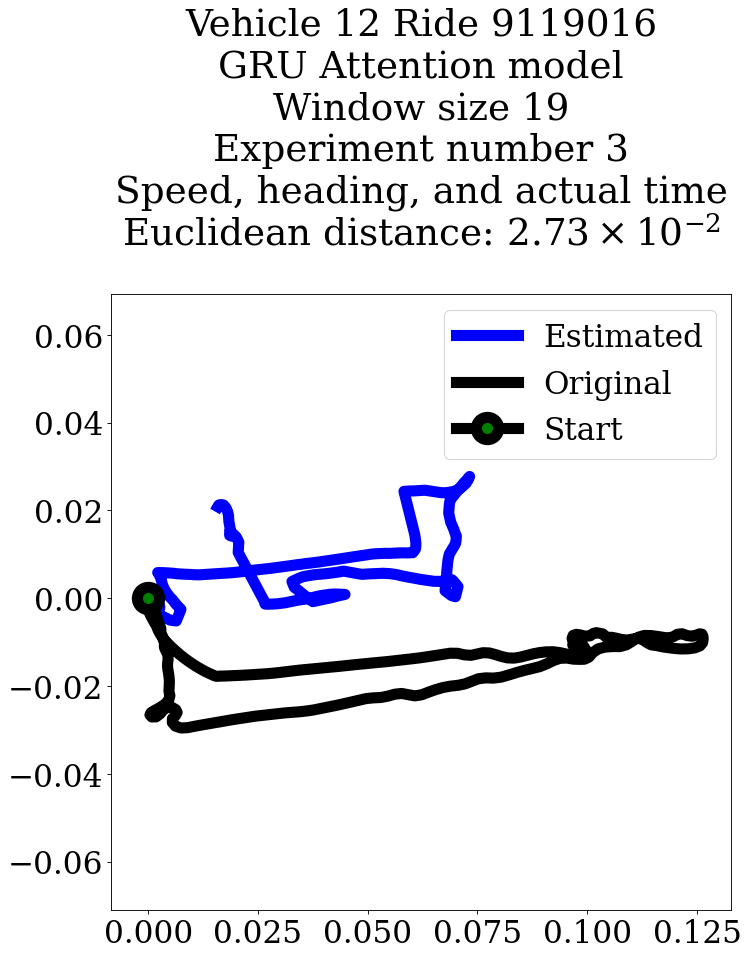 Vehicle 12 Ride 9119016
GRU Attention model
Window size 19
Experiment number 3
Speed, heading, and actual time
Euclidean distance: 2.73 × 10⁻²
Estimated
Original
Start
0.06
0.04
0.02
0.00
−0.02
−0.04
−0.06
0.000 0.025 0.050 0.075 0.100 0.125